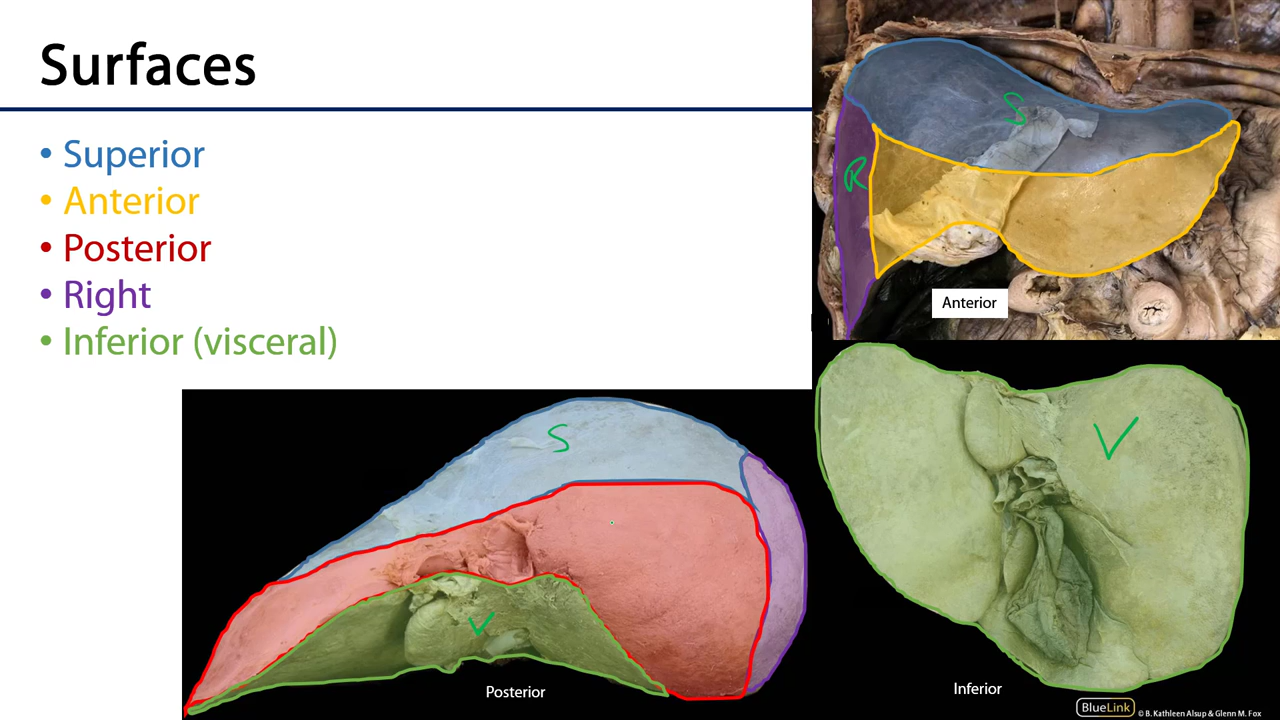 Surfaces
• Superior
• Anterior
• Posterior
• Right
• Inferior (visceral)
S
R
Anterior
S
V
Posterior
V
Inferior
BlueLink © B. Kathleen Alsup & Glenn M. Fox